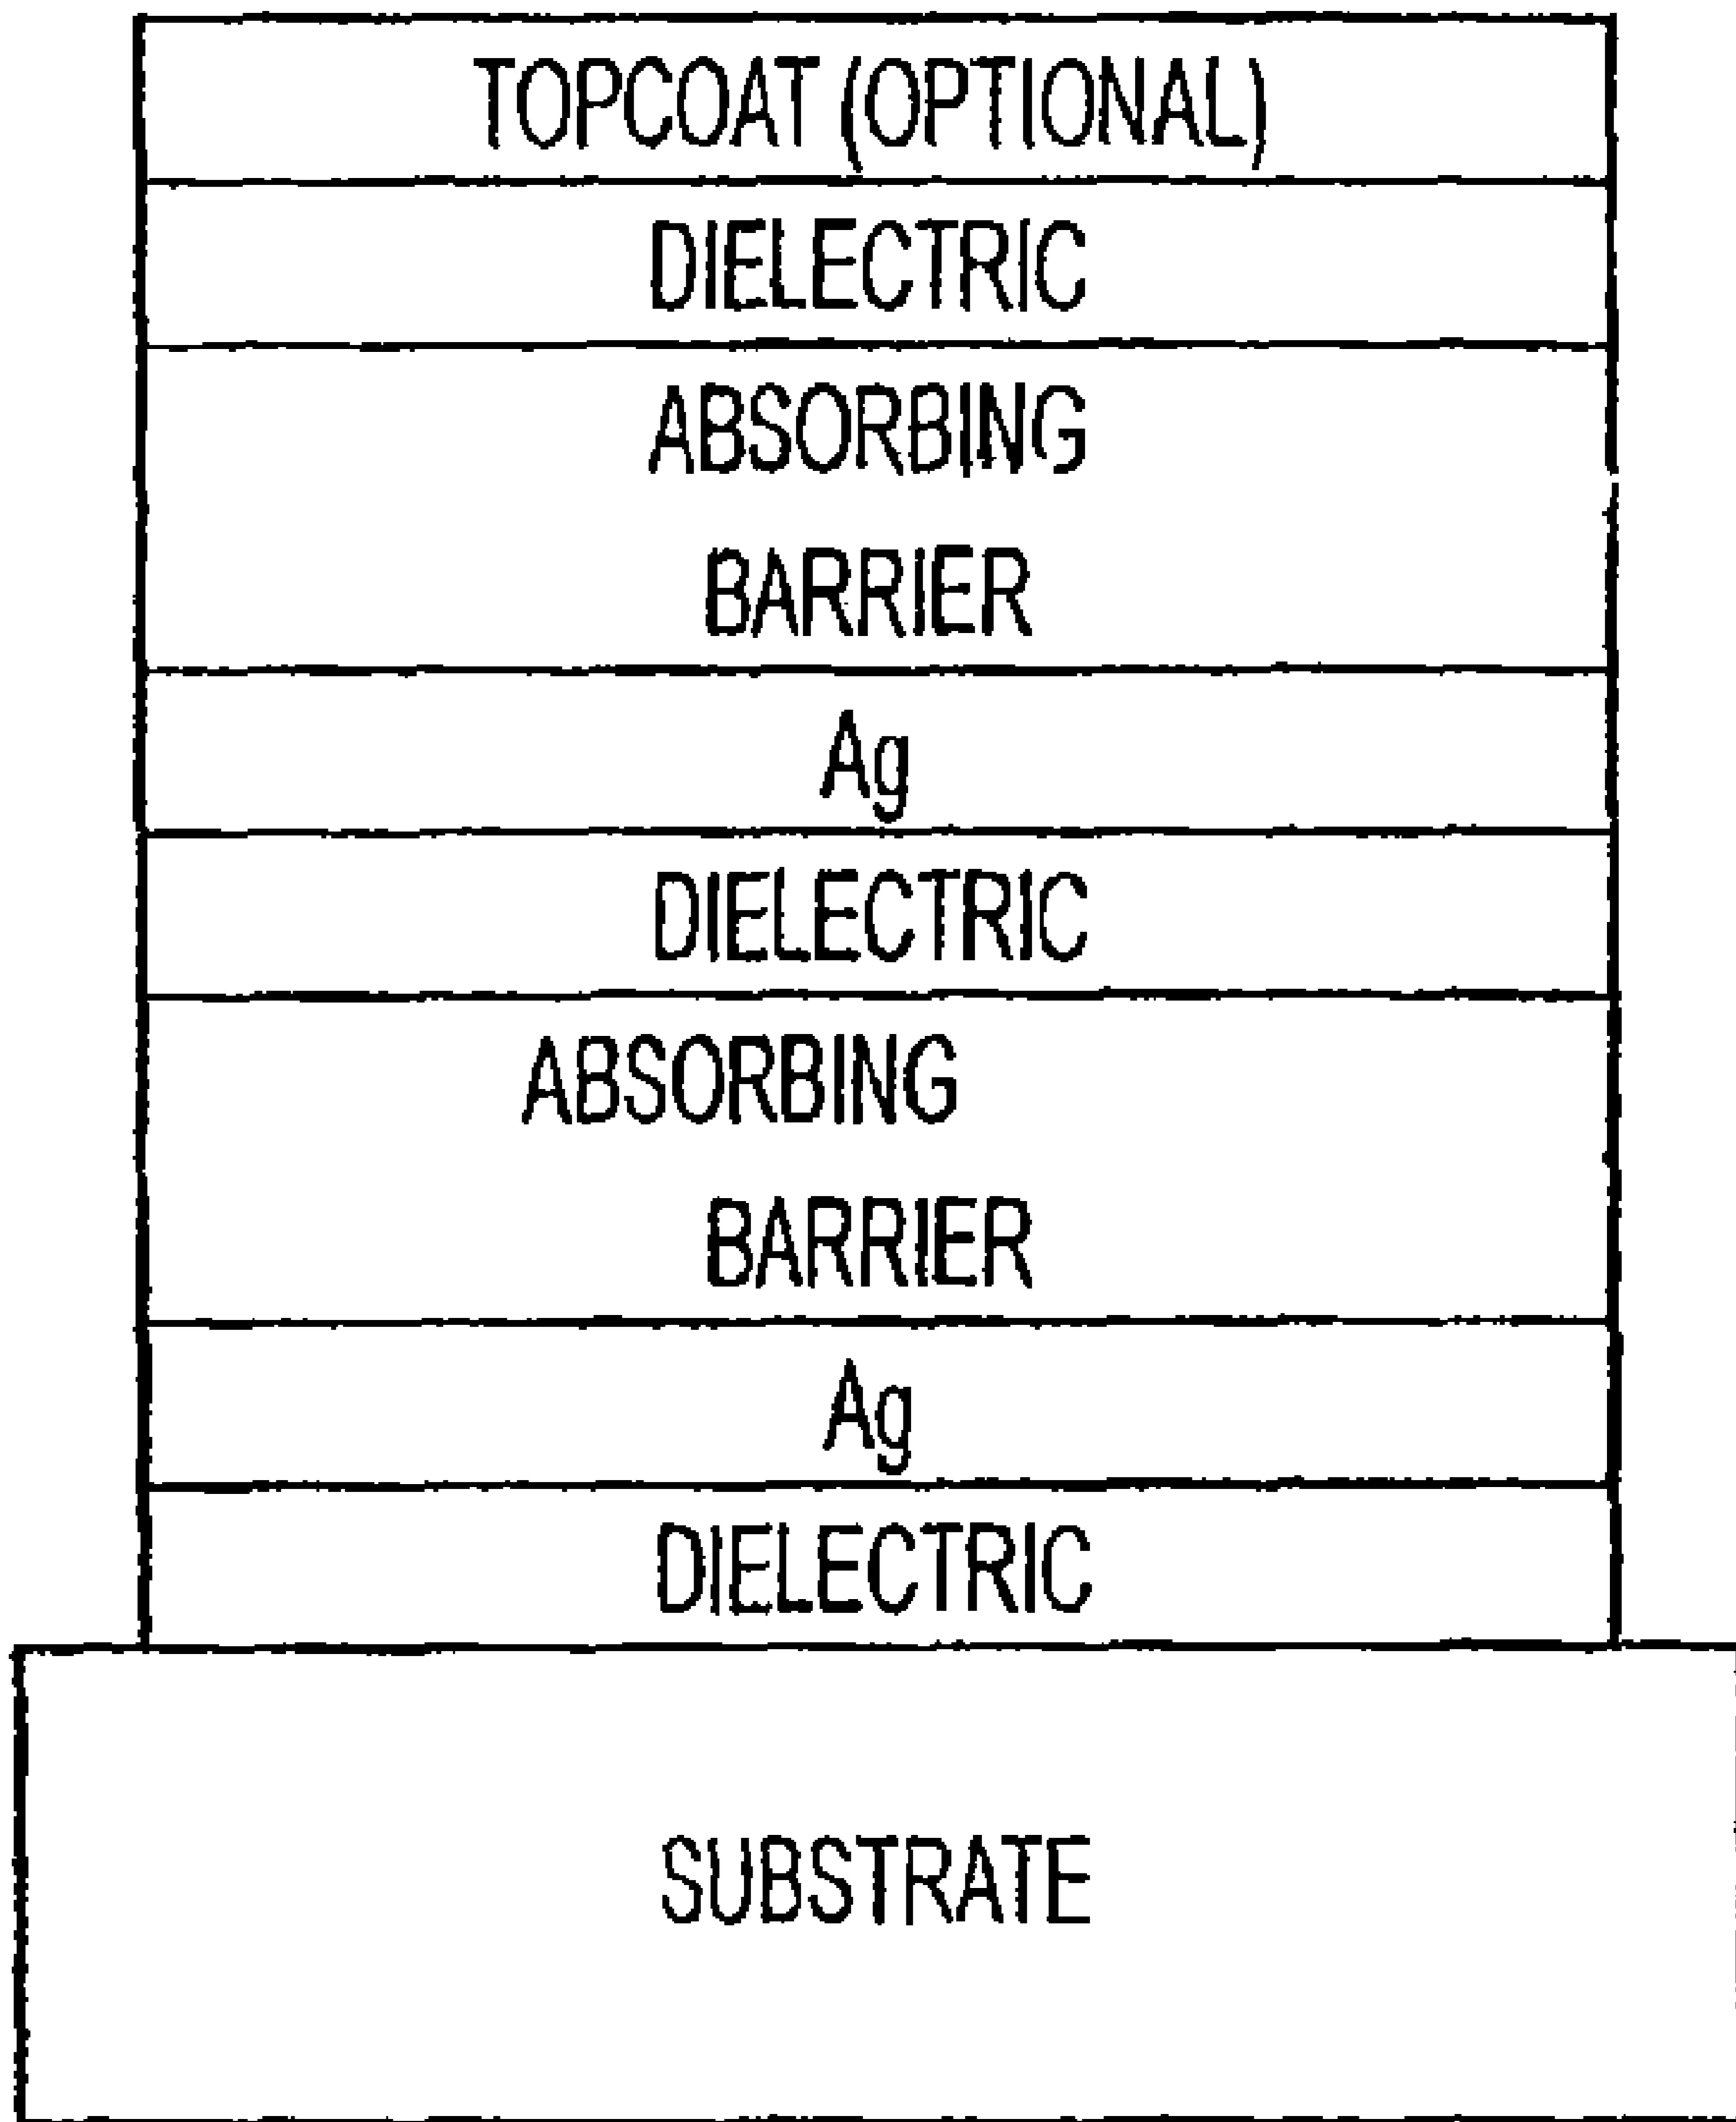 TOPCOAT (OPTIONAL)
DIELECTRIC
ABSORBING
BARRIER
Ag
DIELECTRIC
ABSORBING
BARRIER
Ag
DIELECTRIC
SUBSTRATE